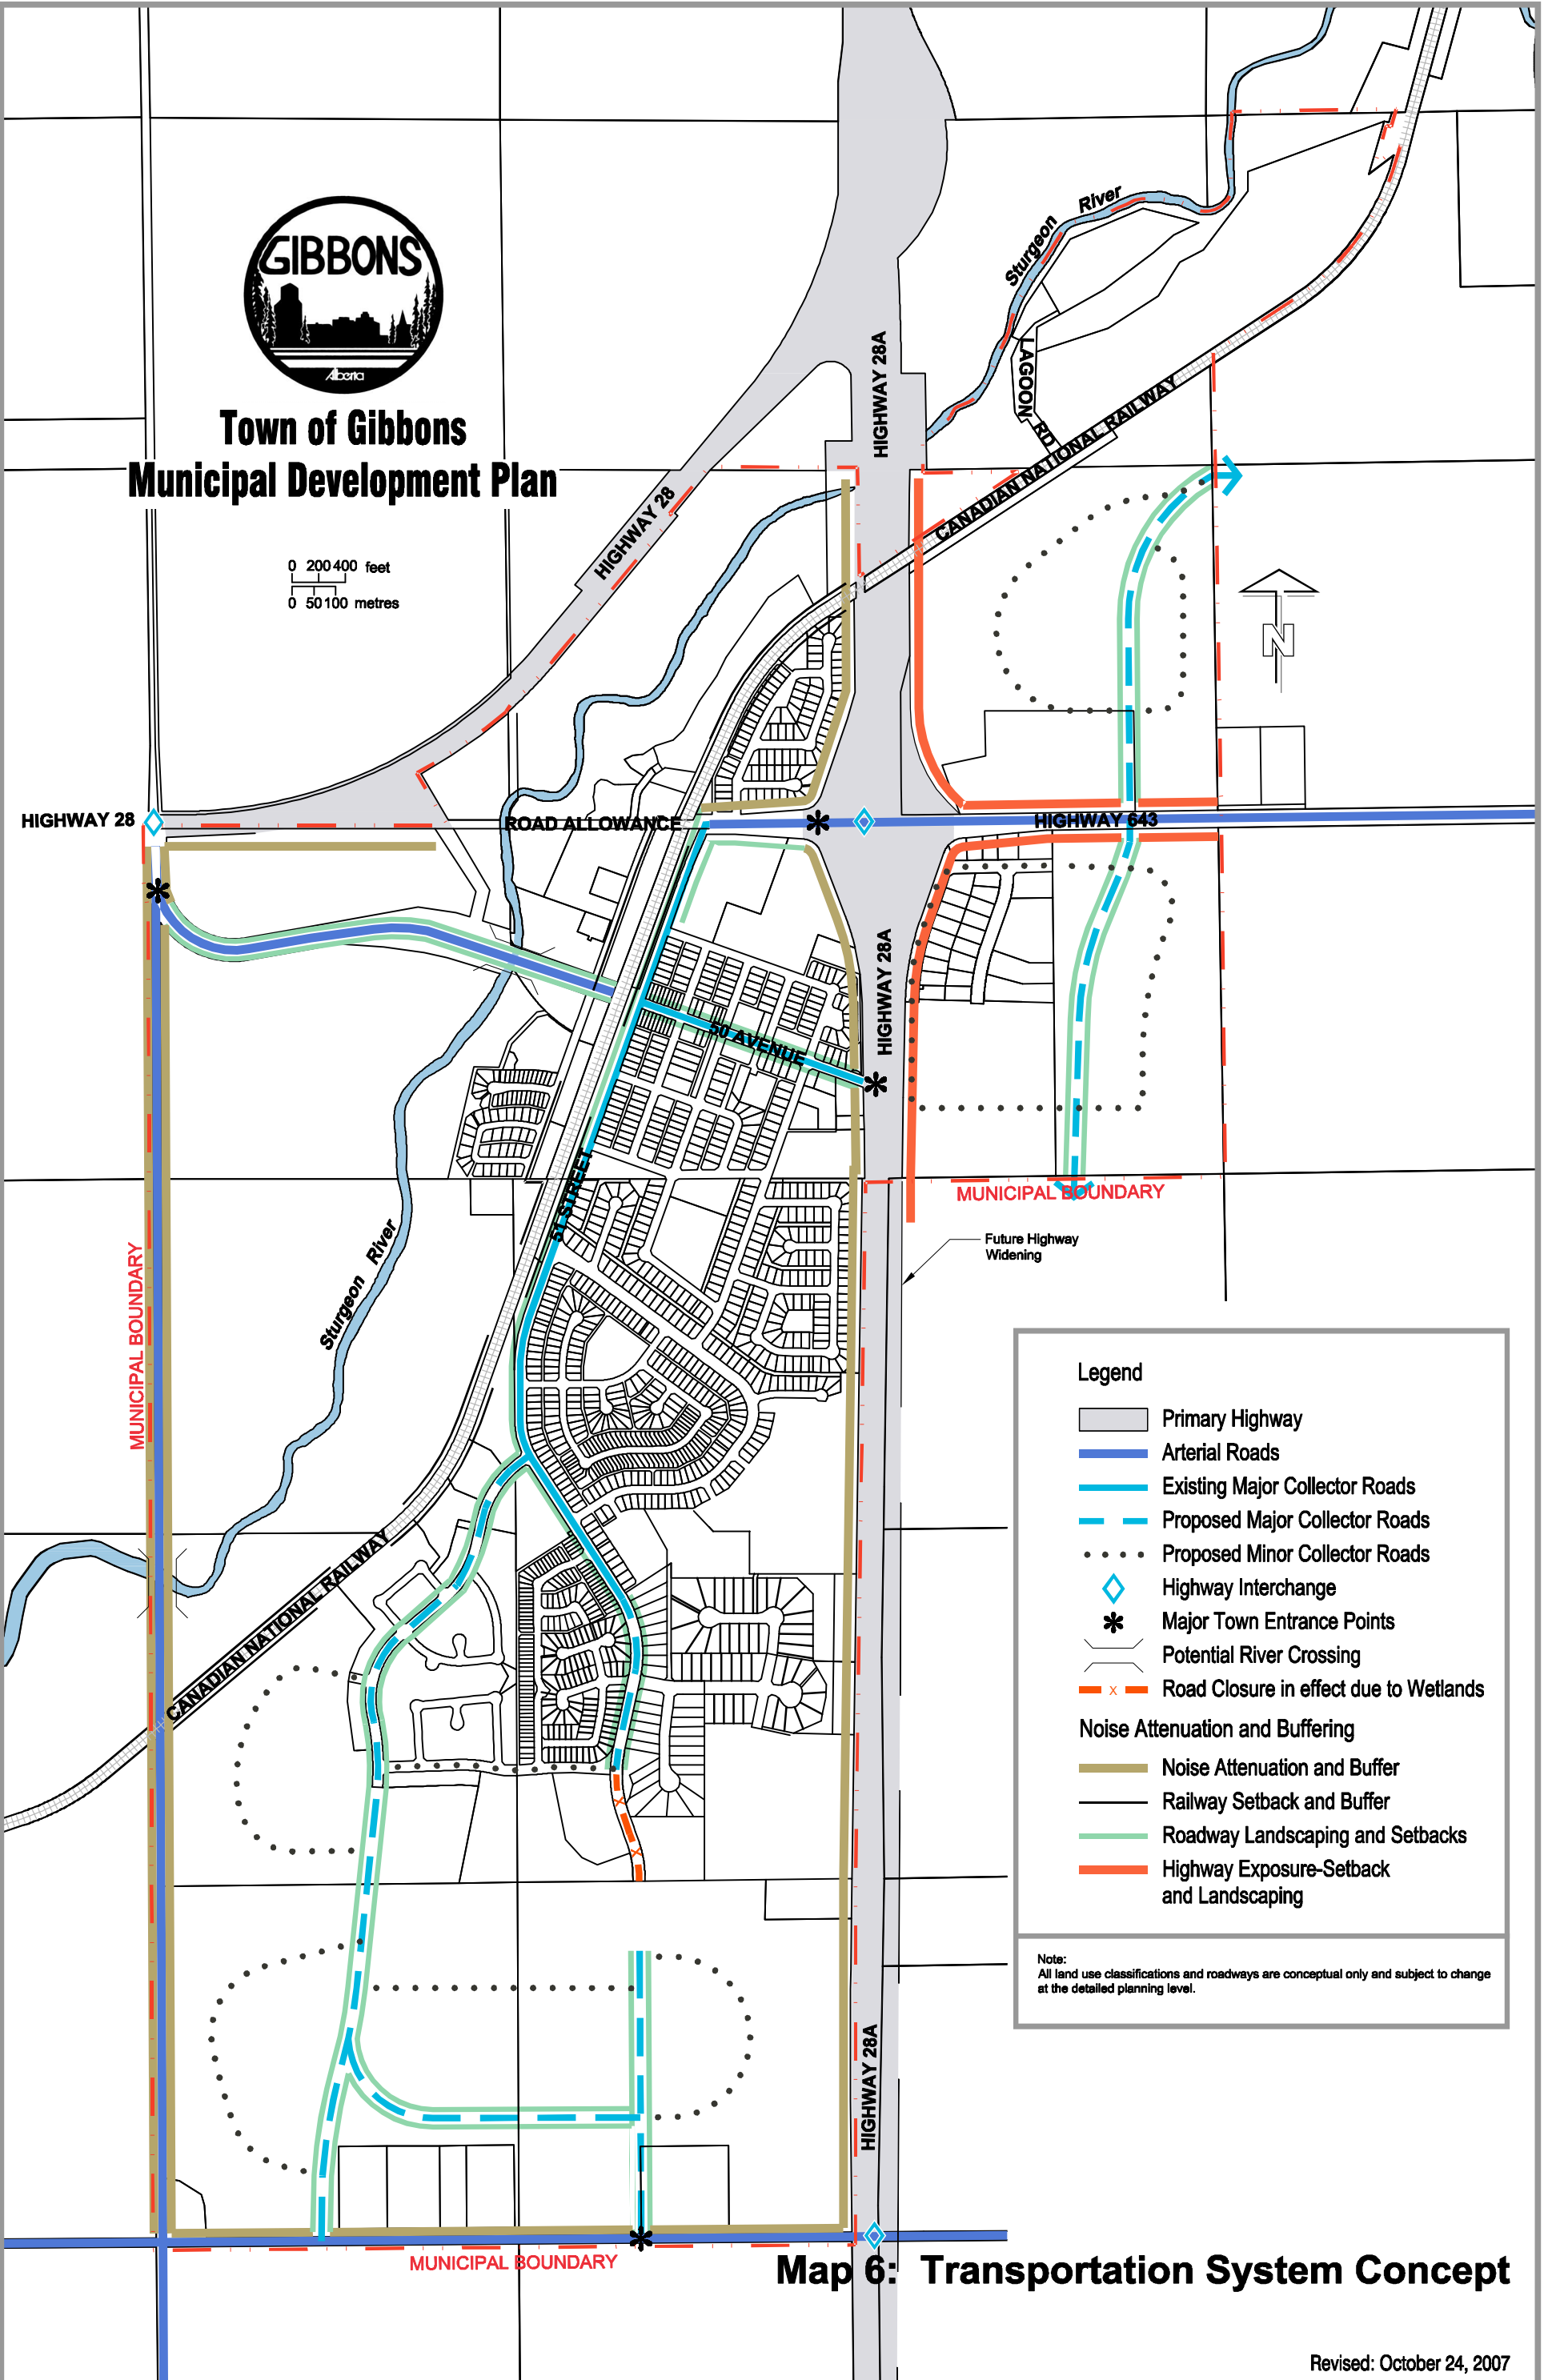 GIBBONS
Alberta
Town of Gibbons
Municipal Development Plan
0 200 400 feet
0 50 100 metres
Sturgeon River
HIGHWAY 28A
LAGOON RD
CANADIAN NATIONAL RAILWAY
HIGHWAY 28
N
HIGHWAY 28
ROAD ALLOWANCE
HIGHWAY 643
HIGHWAY 28A
50 AVENUE
51 STREET
MUNICIPAL BOUNDARY
Future Highway
Widening
MUNICIPAL BOUNDARY
Sturgeon River
CANADIAN NATIONAL RAILWAY
x
x
HIGHWAY 28A
MUNICIPAL BOUNDARY
Legend
Primary Highway
Arterial Roads
Existing Major Collector Roads
Proposed Major Collector Roads
Proposed Minor Collector Roads
Highway Interchange
Major Town Entrance Points
Potential River Crossing
x Road Closure in effect due to Wetlands
Noise Attenuation and Buffering
Noise Attenuation and Buffer
Railway Setback and Buffer
Roadway Landscaping and Setbacks
Highway Exposure-Setback
and Landscaping
Note:
All land use classifications and roadways are conceptual only and subject to change
at the detailed planning level.
Map 6: Transportation System Concept
Revised: October 24, 2007